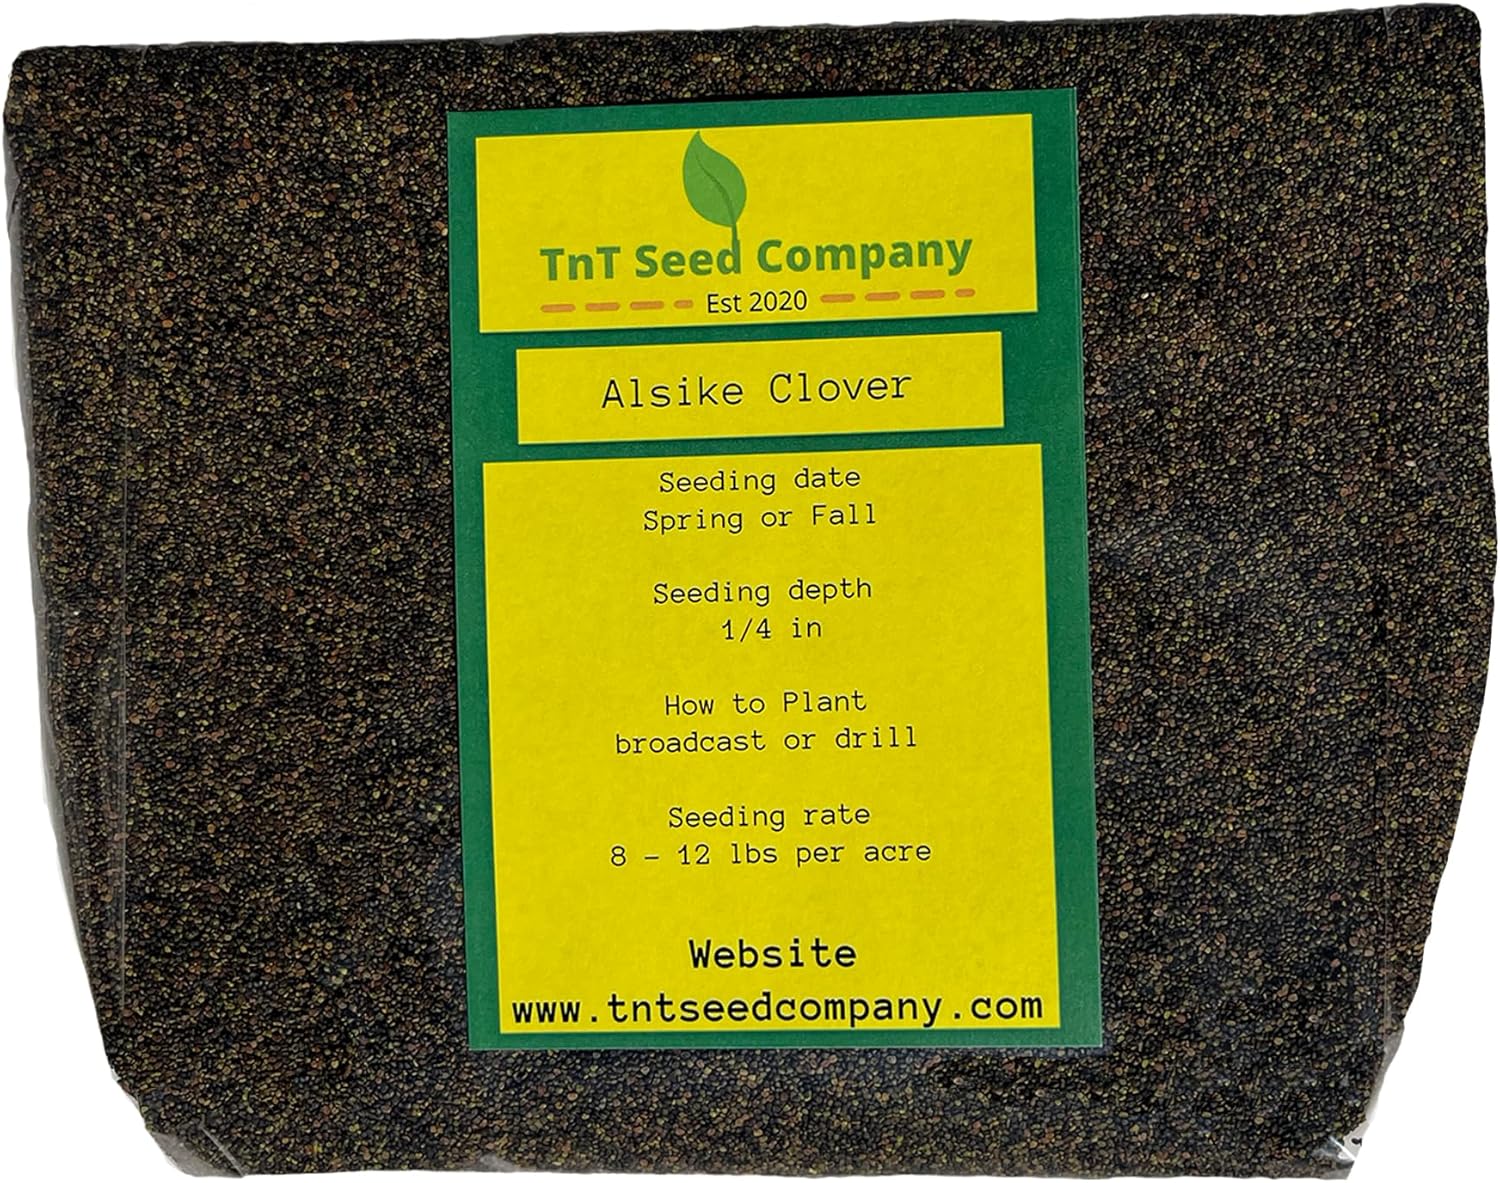 TnT Seed Company
Est 2020
Alsike Clover
Seeding date
Spring or Fall
Seeding depth
1/4 in
How to Plant
broadcast or drill
Seeding rate
8 - 12 lbs per acre
Website
www.tntseedcompany.com